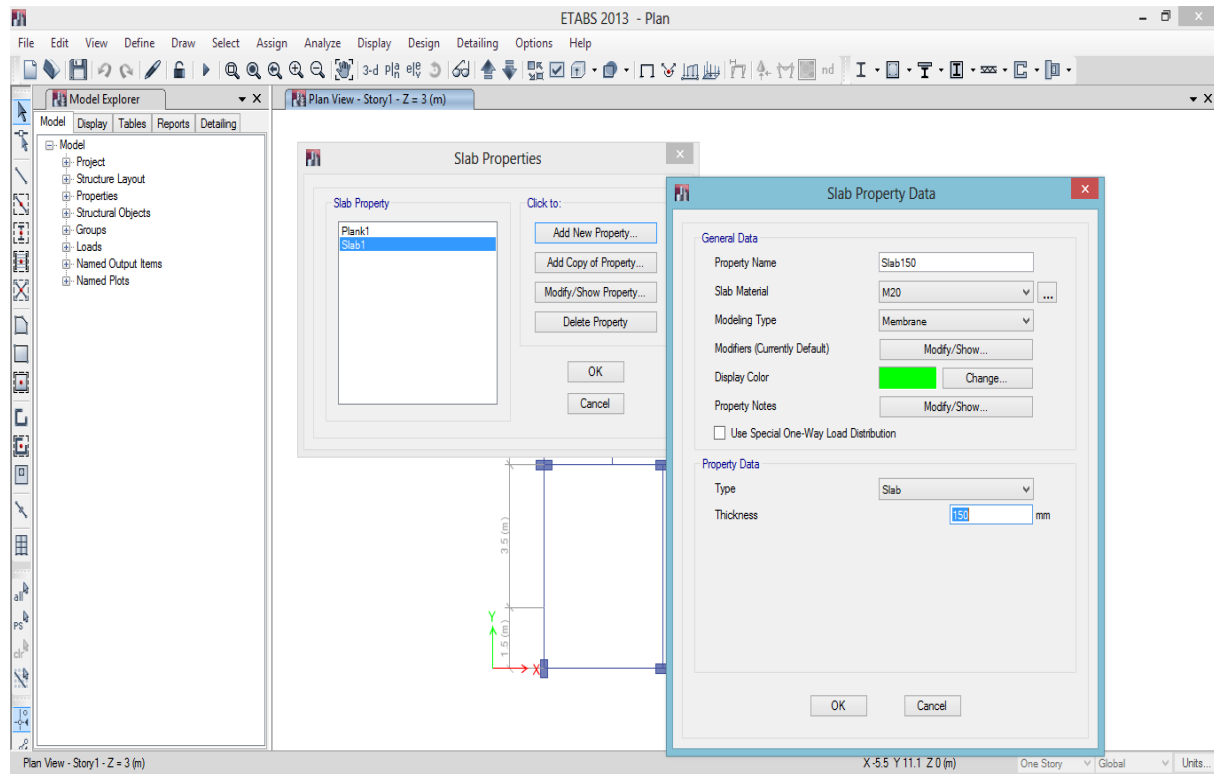 ETABS 2013 - Plan
File Edit View Define Draw Select Assign Analyze Display Design Detailing Options Help
3-d nd
Model Explorer
Plan View - Story1 - Z = 3 (m)
Model Display Tables Reports Detailing
Model
Project
Structure Layout
Properties
Structural Objects
Groups
Loads
Named Output Items
Named Plots
Slab Properties
Slab Property
Plank1
Slab1
Click to:
Add New Property...
Add Copy of Property...
Modify/Show Property...
Delete Property
OK
Cancel
Slab Property Data
General Data
Property Name Slab150
Slab Material M20 ...
Modeling Type Membrane
Modifiers (Currently Default) Modify/Show...
Display Color Change...
Property Notes Modify/Show...
Use Special One-Way Load Distribution
Property Data
Type Slab
Thickness 150 mm
OK Cancel
3.5 (m)
1.5 (m)
Y
X
all
PS
clr
Plan View - Story1 - Z = 3 (m) X -5.5 Y 11.1 Z 0 (m) One Story Global Units...